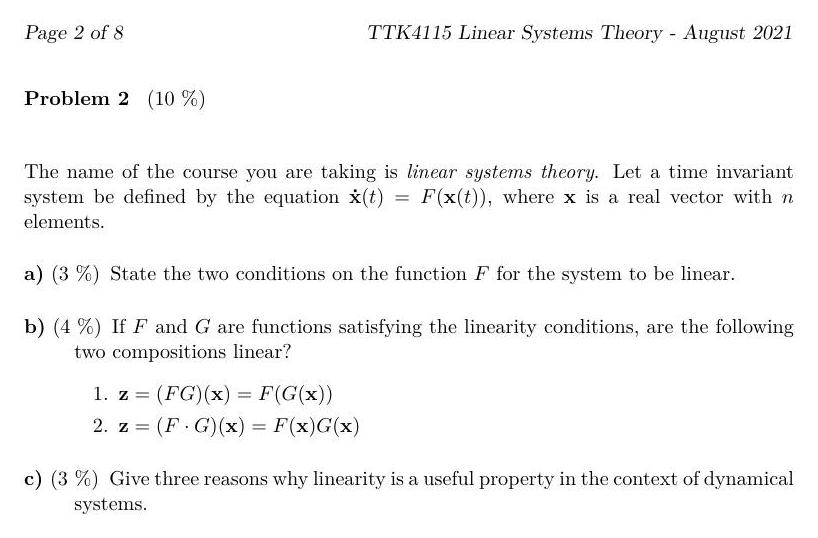 Page 2 of 8 TTK4115 Linear Systems Theory - August 2021
Problem 2 (10 %)
The name of the course you are taking is linear systems theory. Let a time invariant
system be defined by the equation ẋ(t) = F(x(t)), where x is a real vector with n
elements.
a) (3 %) State the two conditions on the function F for the system to be linear.
b) (4 %) If F and G are functions satisfying the linearity conditions, are the following
two compositions linear?
1. z = (FG)(x) = F(G(x))
2. z = (F · G)(x) = F(x)G(x)
c) (3 %) Give three reasons why linearity is a useful property in the context of dynamical
systems.